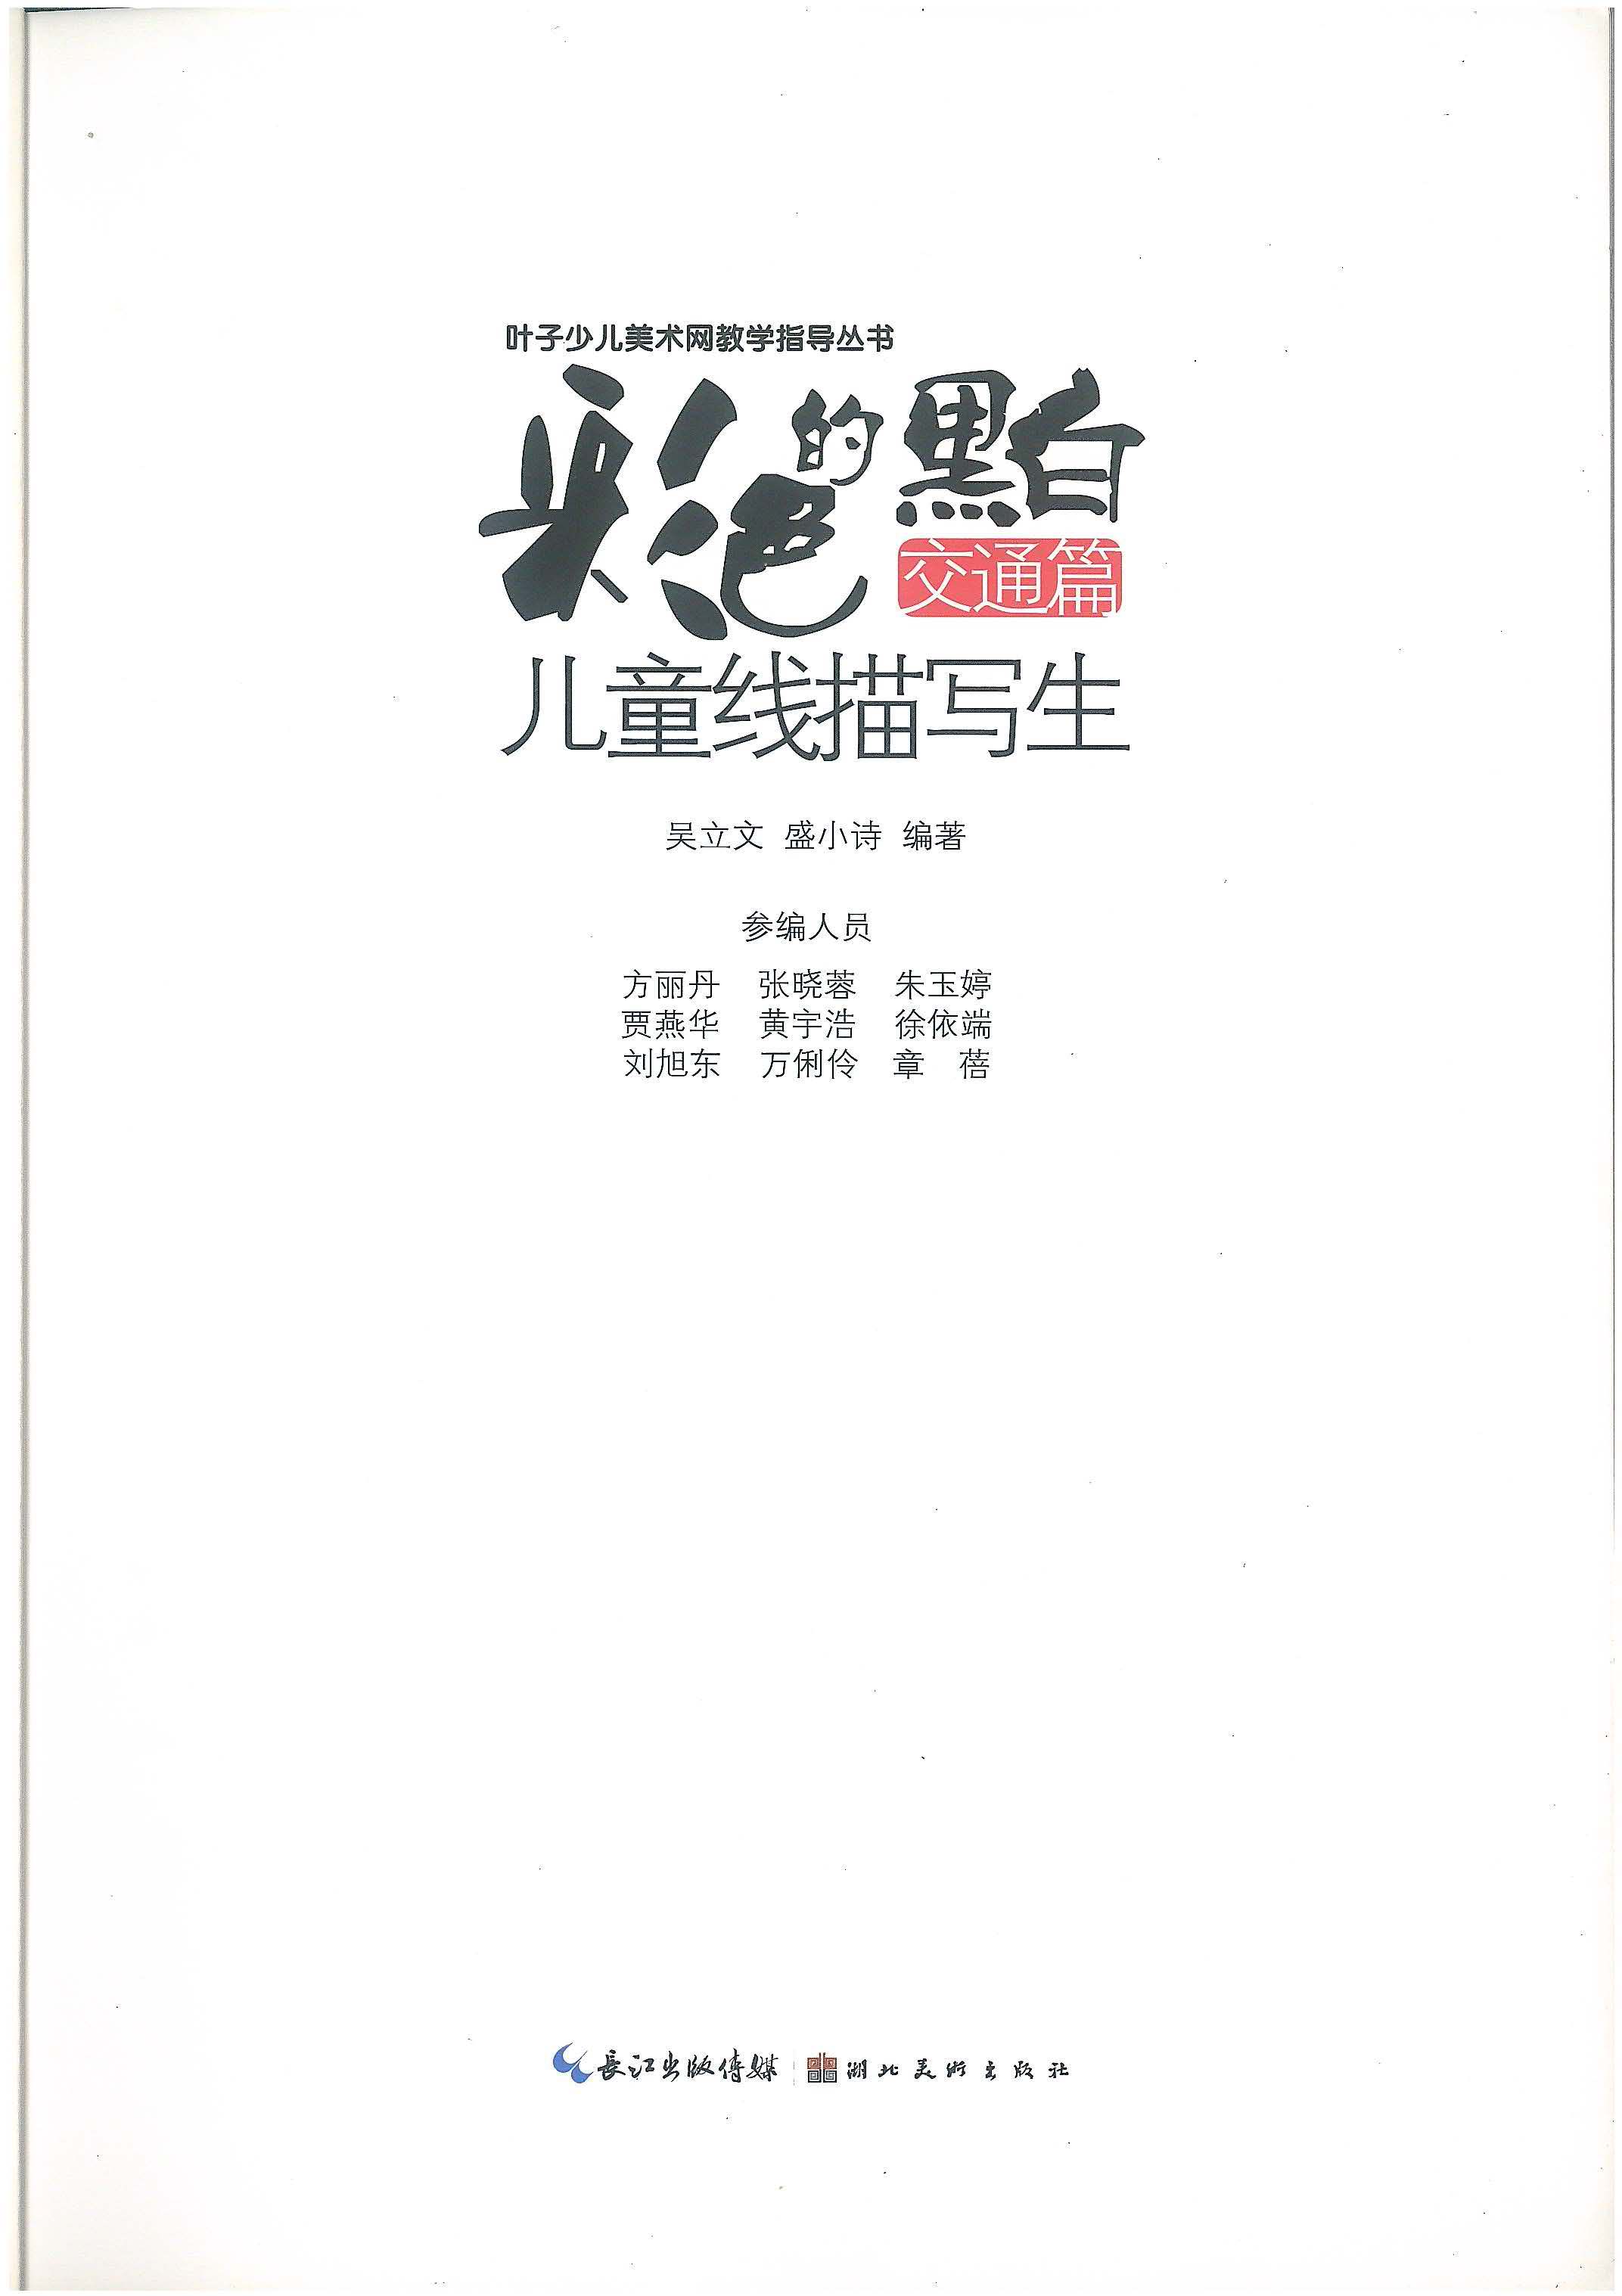 叶子少儿美术网教学指导丛书
彩色的黑白
交通篇
儿童线描写生
吴立文 盛小诗 编著
参编人员
方丽丹 张晓蓉 朱玉婷
贾燕华 黄宇浩 徐依端
刘旭东 万俐伶 章 蓓
長江出版传媒 湖北美術出版社